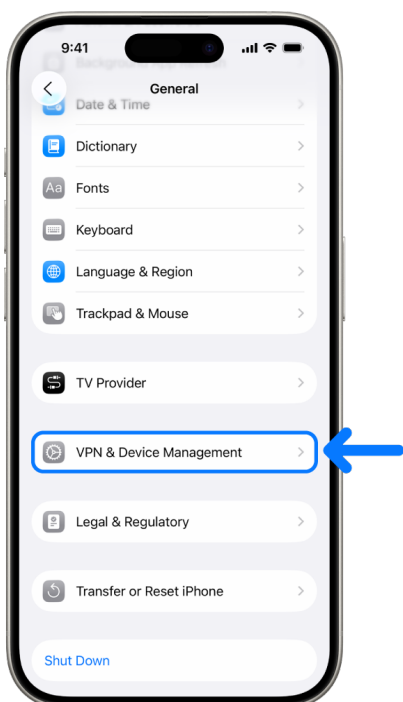 9:41
General
Date & Time
Dictionary
Aa Fonts
Keyboard
Language & Region
Trackpad & Mouse
TV Provider
VPN & Device Management
Legal & Regulatory
Transfer or Reset iPhone
Shut Down